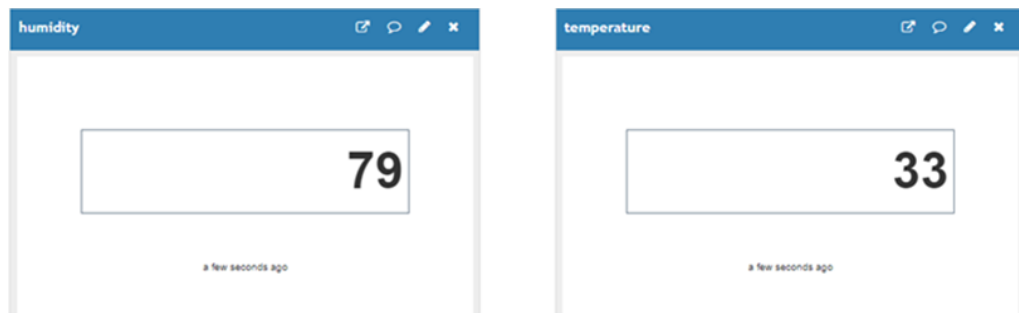 humidity
79
a few seconds ago
temperature
33
a few seconds ago